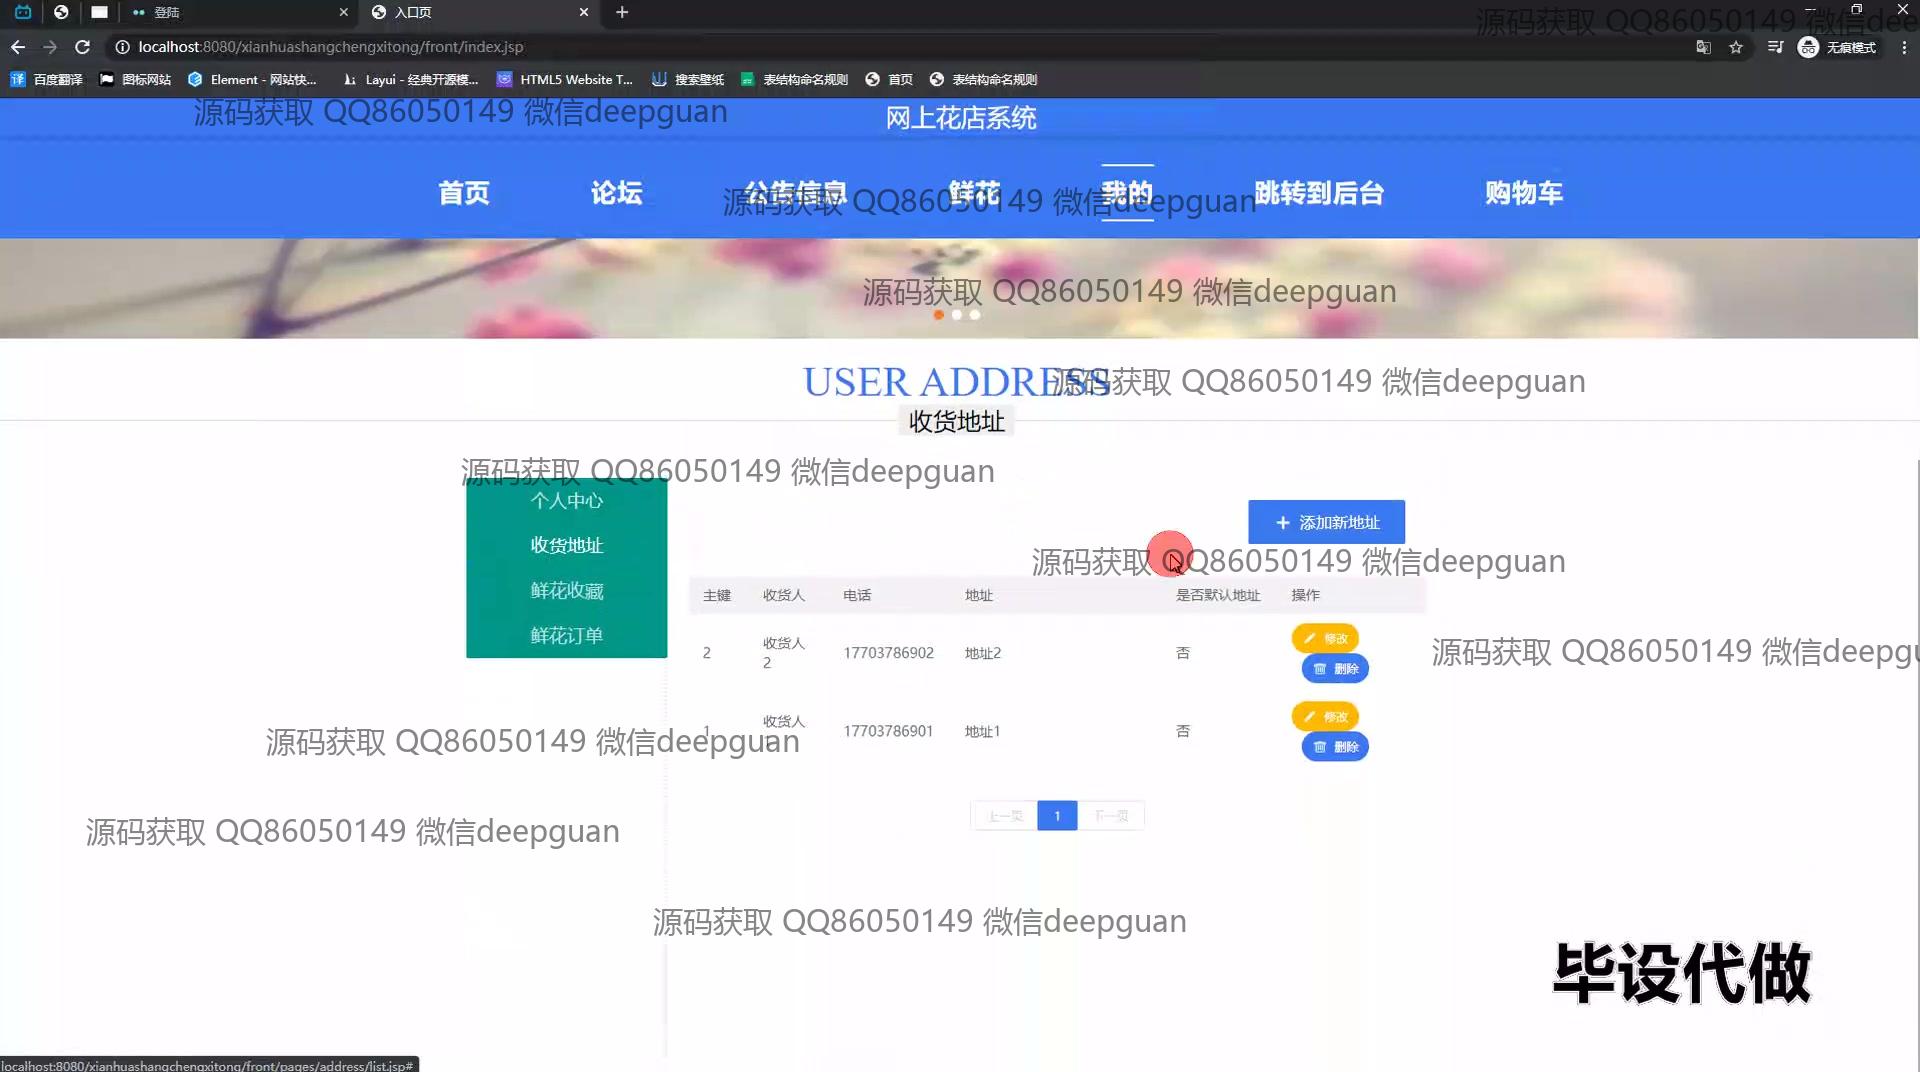 登陆
入口页
源码获取 QQ86050149 微信dee
localhost:8080/xianhuashangchengxitong/front/index.jsp
无痕模式
百度翻译
图标网站
Element - 网站快...
Layui - 经典开源模...
HTML5 Website T...
搜索壁纸
表结构命名规则
首页
表结构命名规则
源码获取 QQ86050149 微信deepguan
网上花店系统
首页
论坛
公告信息
鲜花
我的
跳转到后台
购物车
源码获取 QQ86050149 微信deepguan
源码获取 QQ86050149 微信deepguan
USER ADDRESS
源码获取 QQ86050149 微信deepguan
收货地址
源码获取 QQ86050149 微信deepguan
个人中心
收货地址
鲜花收藏
鲜花订单
添加新地址
源码获取 QQ86050149 微信deepguan
主键 收货人 电话 地址 是否默认地址 操作
2 收货人2 17703786902 地址2 否 修改 删除
源码获取 QQ86050149 微信deepgu
1 收货人 17703786901 地址1 否 修改 删除
源码获取 QQ86050149 微信deepguan
上一页 1 下一页
源码获取 QQ86050149 微信deepguan
源码获取 QQ86050149 微信deepguan
毕设代做
localhost:8080/xianhuashangchengxitong/front/pages/address/list.jsp#